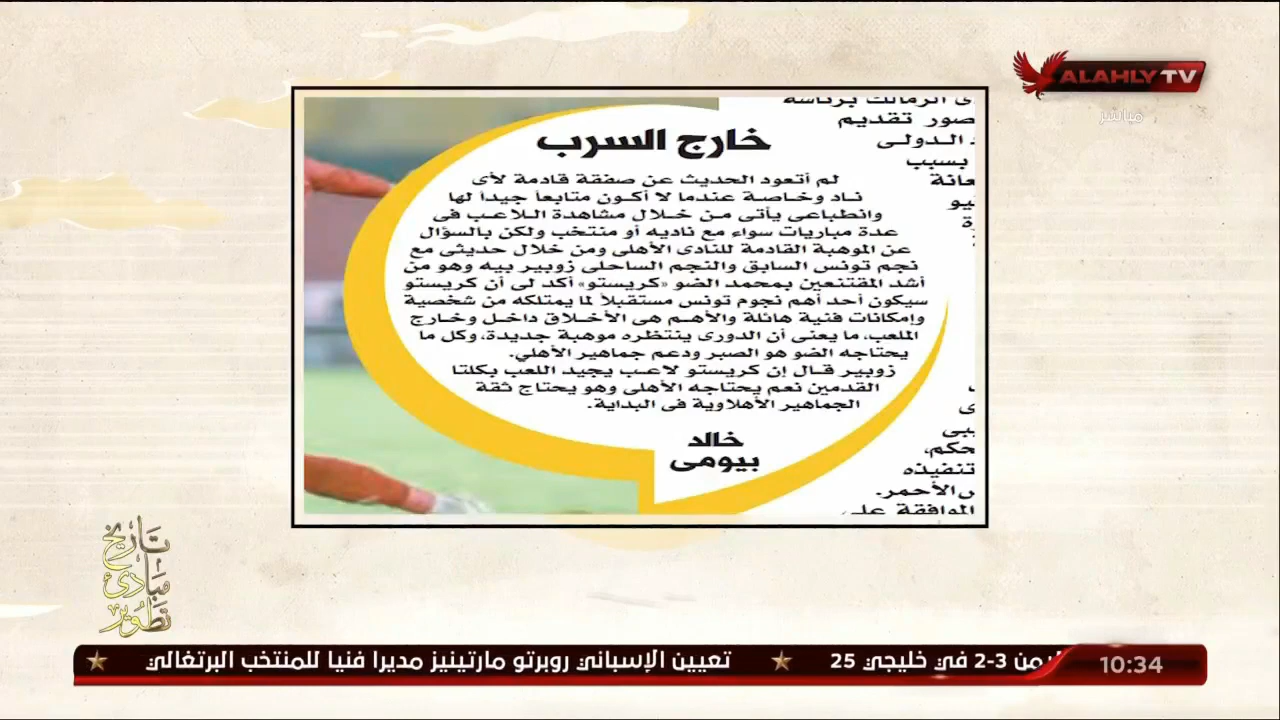 ALAHLY TV
مباشر
خارج السرب
لم أتعود الحديث عن صفقة قادمة لأى
ناد وخاصة عندما لا أكون متابعاً جيداً لها
وانطباعى يأتى من خلال مشاهدة اللاعب فى
عدة مباريات سواء مع ناديه أو منتخب ولكن بالسؤال
عن الموهبة القادمة للنادى الأهلى ومن خلال حديثى مع
نجم تونس السابق والنجم الساحلى زوبير بيه وهو من
أشد المقتنعين بمحمد الضو «كريستو» أكد لى أن كريستو
سيكون أحد أهم نجوم تونس مستقبلاً لما يمتلكه من شخصية
وإمكانات فنية هائلة والأهم هى الأخلاق داخل وخارج
الملعب، ما يعنى أن الدورى ينتظره موهبة جديدة، وكل ما
يحتاجه الضو هو الصبر ودعم جماهير الأهلي.
زوبير قال إن كريستو لاعب يجيد اللعب بكلتا
القدمين نعم يحتاجه الأهلى وهو يحتاج ثقة
الجماهير الأهلاوية فى البداية.
خالد
بيومى
الزمالك برئاسة
تقديم
الدولى
بسبب
تنفيذه
الأحمر.
الموافقة على
تاريخ
مبادئ
تطوير
10:34
3-2 في خليجي 25 ★ تعيين الإسباني روبرتو مارتينيز مديرا فنيا للمنتخب البرتغالي ★